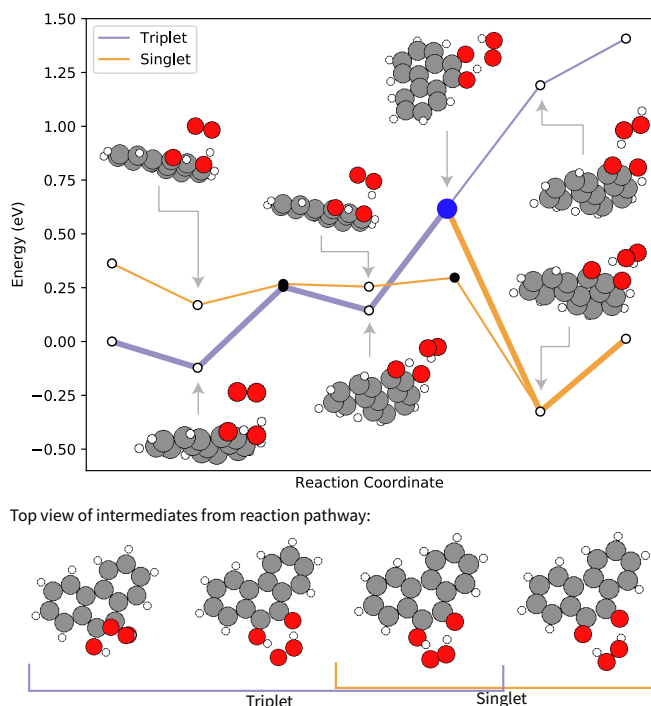 1.50
1.25
1.00
0.75
0.50
0.25
0.00
−0.25
−0.50
Energy (eV)
Triplet
Singlet
Reaction Coordinate
Top view of intermediates from reaction pathway:
Triplet
Singlet